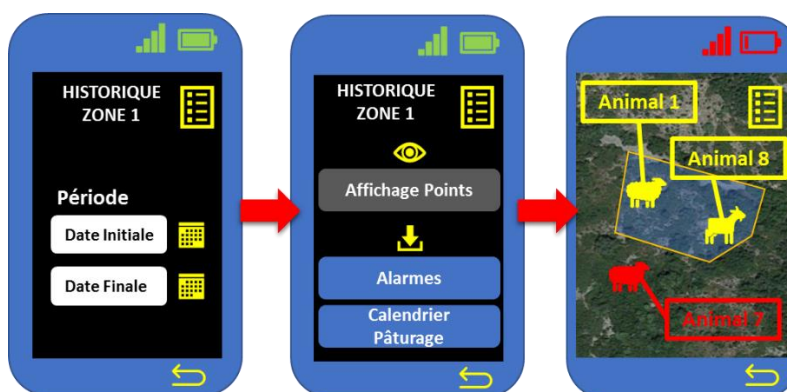 HISTORIQUE
ZONE 1
Période
Date Initiale
Date Finale
HISTORIQUE
ZONE 1
Affichage Points
Alarmes
Calendrier
Pâturage
Animal 1
Animal 8
Animal 7